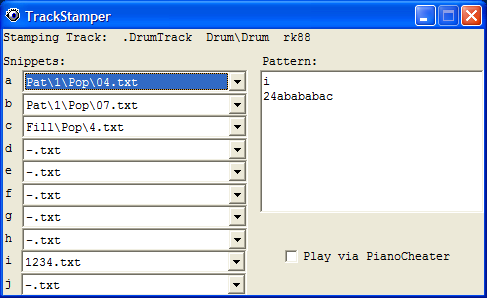 TrackStamper
Stamping Track: .DrumTrack Drum\Drum rk88
Snippets:
a Pat\1\Pop\04.txt
b Pat\1\Pop\07.txt
c Fill\Pop\4.txt
d -.txt
e -.txt
f -.txt
g -.txt
h -.txt
i 1234.txt
j -.txt
Pattern:
i
24abababac
Play via PianoCheater